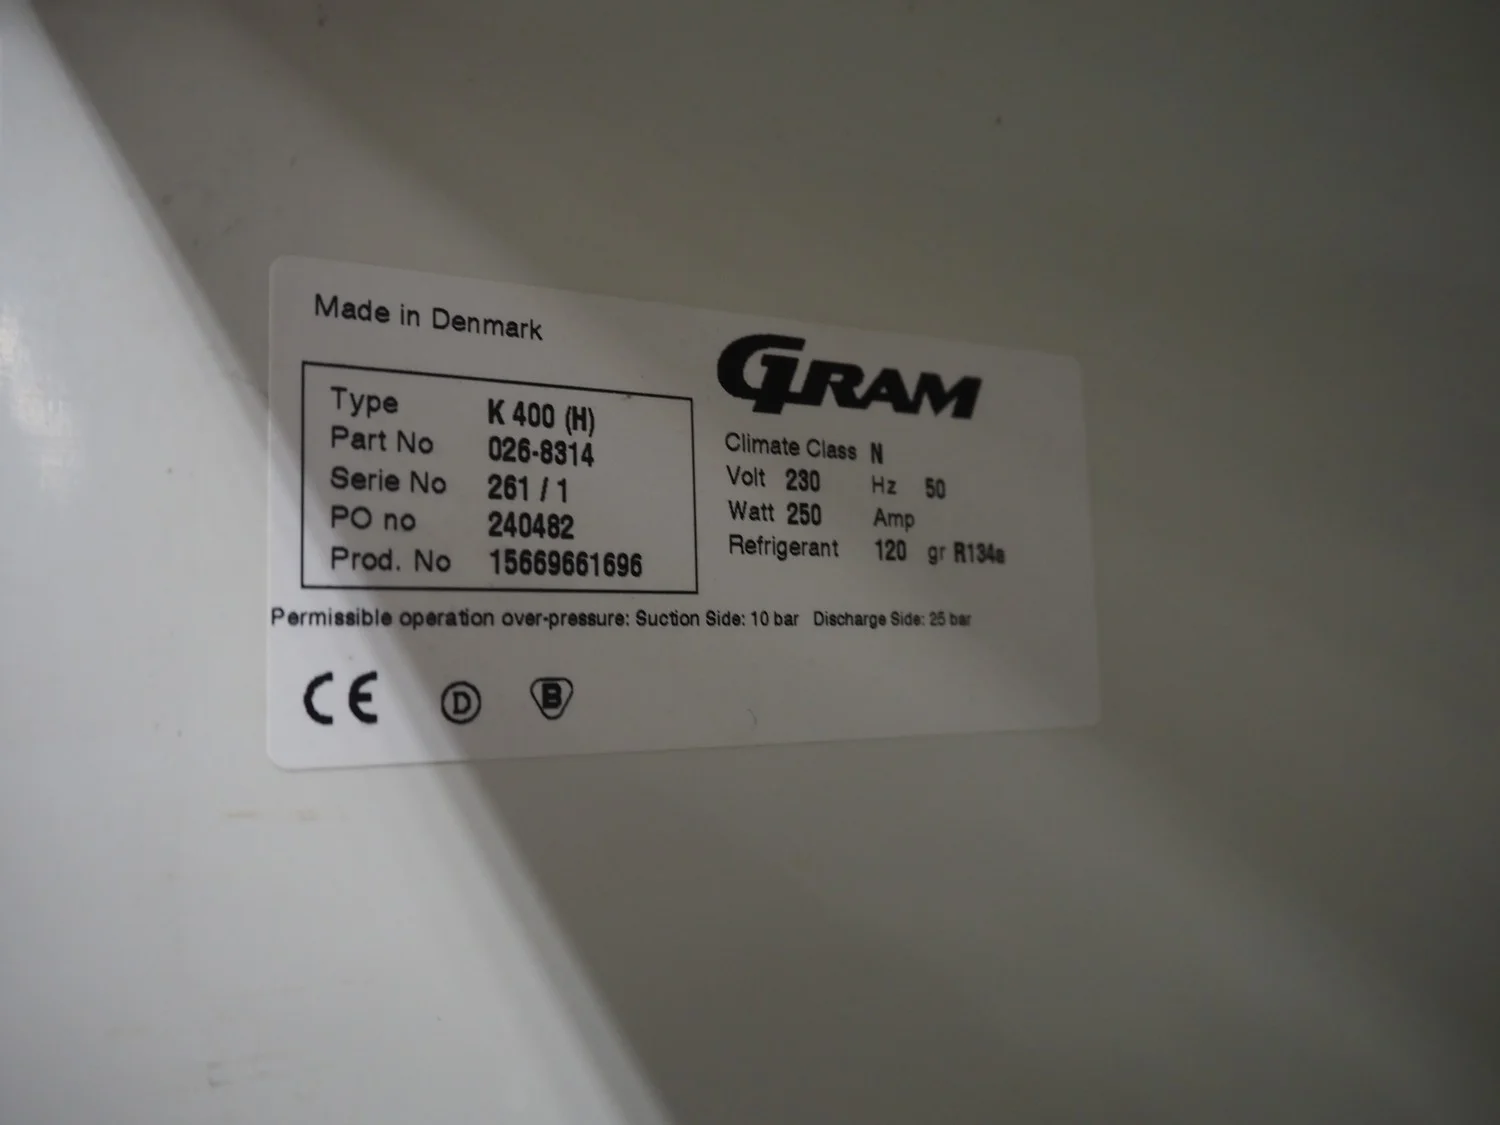 Made in Denmark
GRAM
Type K 400 (H)
Part No 026-8314
Serie No 261 / 1
PO no 240482
Prod. No 15669661696
Climate Class N
Volt 230 Hz 50
Watt 250 Amp
Refrigerant 120 gr R134a
Permissible operation over-pressure: Suction Side: 10 bar Discharge Side: 25 bar
CE D B